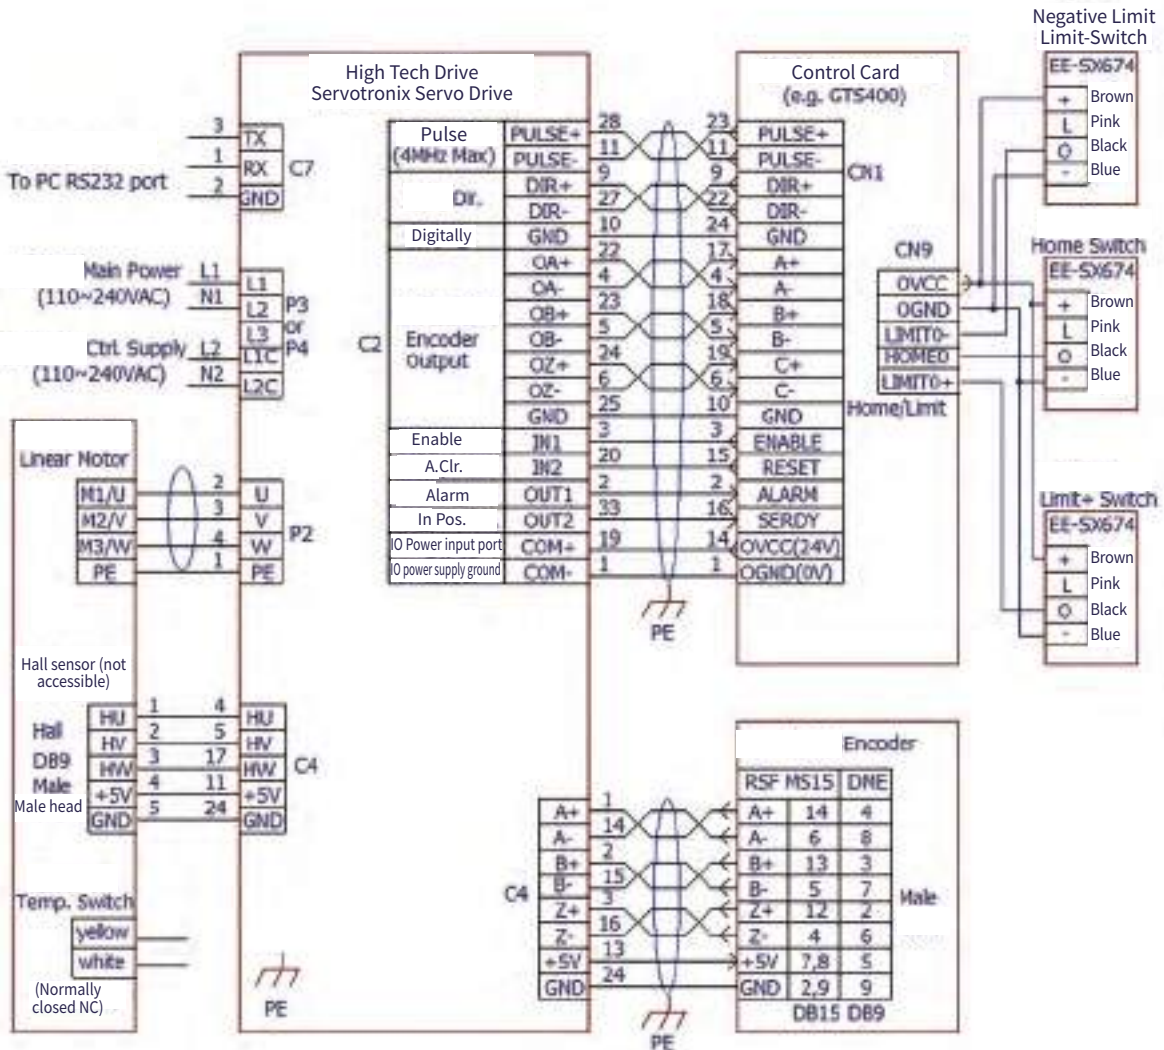 Negative Limit
Limit-Switch
EE-SX674
+ Brown
L Pink
O Black
- Blue
High Tech Drive
Servotronix Servo Drive
Control Card
(e.g. GTS400)
To PC RS232 port
3 TX
1 RX
2 GND
C7
Main Power L1
(110~240VAC) N1
Ctrl. Supply L2
(110~240VAC) N2
L1
L2
L3
L1C
L2C
P3
or
P4
C2
Pulse
(4MHz Max)
Dir.
Digitally
Encoder
output
Enable
A.Clr.
Alarm
In Pos.
IO Power input port
IO power supply ground
PULSE+ 28 23 PULSE+
PULSE- 11 11 PULSE-
DIR+ 9 9 DIR+
DIR- 27 22 DIR-
GND 10 24 GND
OA+ 22 17 A+
OA- 4 4 A-
OB+ 23 18 B+
OB- 5 5 B-
OZ+ 24 19 C+
OZ- 6 6 C-
GND 25 10 GND
IN1 3 3 ENABLE
IN2 20 15 RESET
OUT1 2 2 ALARM
OUT2 33 16 SERDY
COM+ 19 14 OVCC(24V)
COM- 1 1 OGND(0V)
PE
CN1
CN9
OVCC
OGND
LIMIT0-
HOME0
LIMIT0+
Home/Limit
Home Switch
EE-SX674
+ Brown
L Pink
O Black
- Blue
Limit+ Switch
EE-SX674
+ Brown
L Pink
O Black
- Blue
Linear Notor
M1/U 2 U
M2/V 3 V
M3/W 4 W
PE 1 PE
P2
Hall sensor (not
accessible)
Hall
DB9
Male
Male head
HU 1 4 HU
HV 2 5 HV
HW 3 17 HW
+5V 4 11 +5V
GND 5 24 GND
C4
Temp. Switch
yellow
white
(Normally
closed NC)
PE
Encoder
RSF MS15 DNE
C4
A+ 1 A+ 14 4
A- 14 A- 6 8
B+ 2 B+ 13 3
B- 15 B- 5 7
Z+ 3 Z+ 12 2
Z- 16 Z- 4 6
+5V 13 +5V 7,8 5
GND 24 GND 2,9 9
Male
DB15 DB9
PE